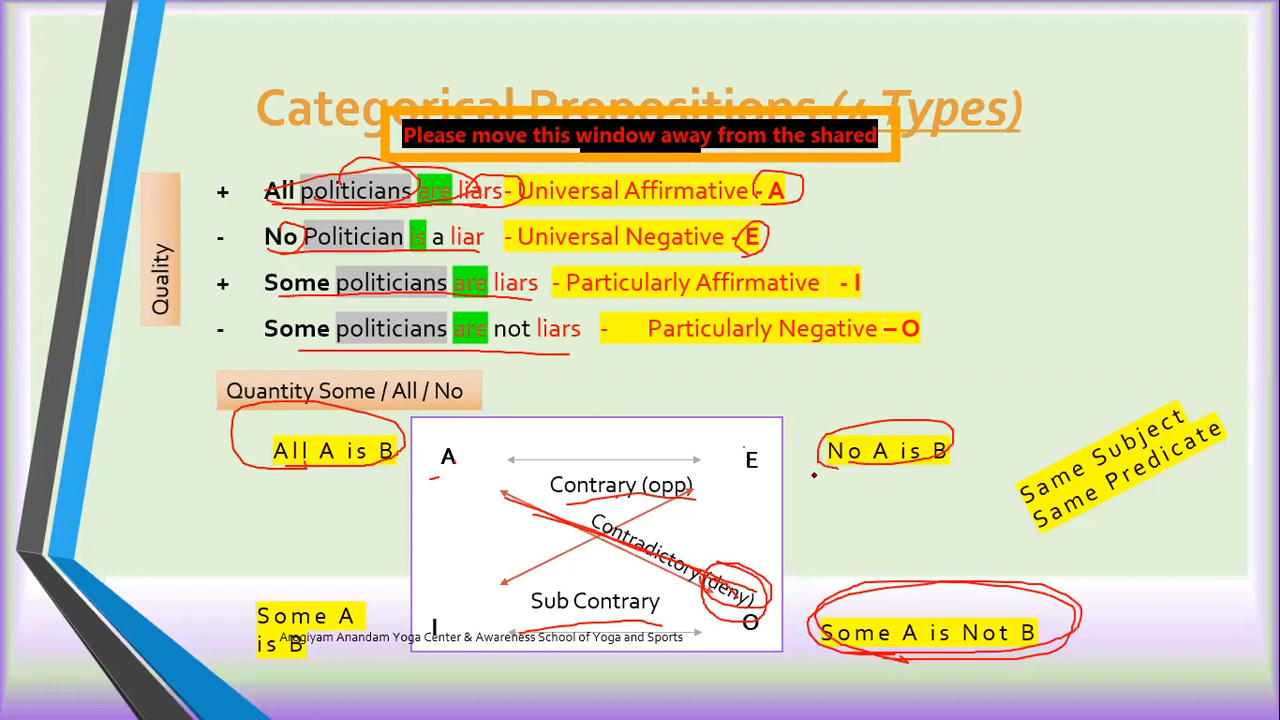 Categorical Propositions (4 Types)
Please move this window away from the shared
+ All politicians are liars - Universal Affirmative - A
- No Politician is a liar - Universal Negative - E
+ Some politicians are liars - Particularly Affirmative - I
- Some politicians are not liars - Particularly Negative – O
Quality
Quantity Some / All / No
All A is B
A
E
No A is B
Contrary (opp)
Same Subject
Same Predicate
Contradictory (deny)
Sub Contrary
Some A
is B
I
O
Some A is Not B
Arogiyam Anandam Yoga Center & Awareness School of Yoga and Sports